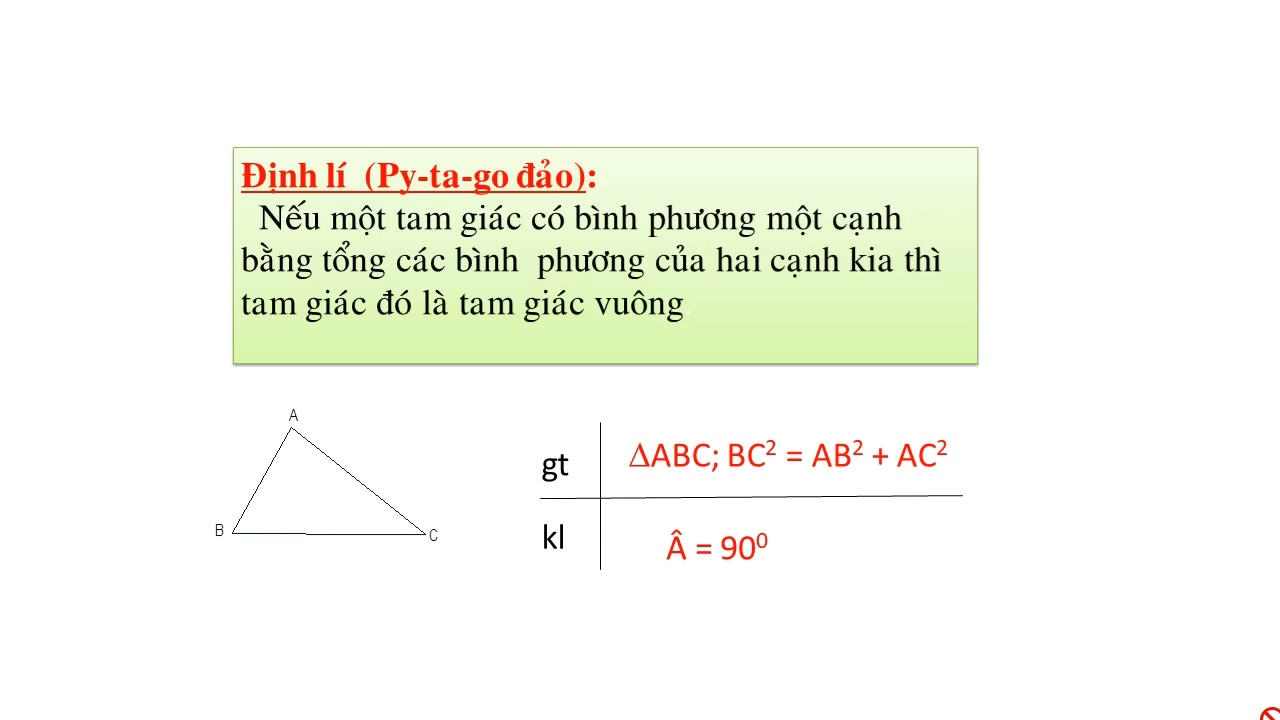 Định lí (Py-ta-go đảo):
Nếu một tam giác có bình phương một cạnh
bằng tổng các bình phương của hai cạnh kia thì
tam giác đó là tam giác vuông.
A
B
C
gt
ΔABC; BC² = AB² + AC²
kl
Â = 90⁰